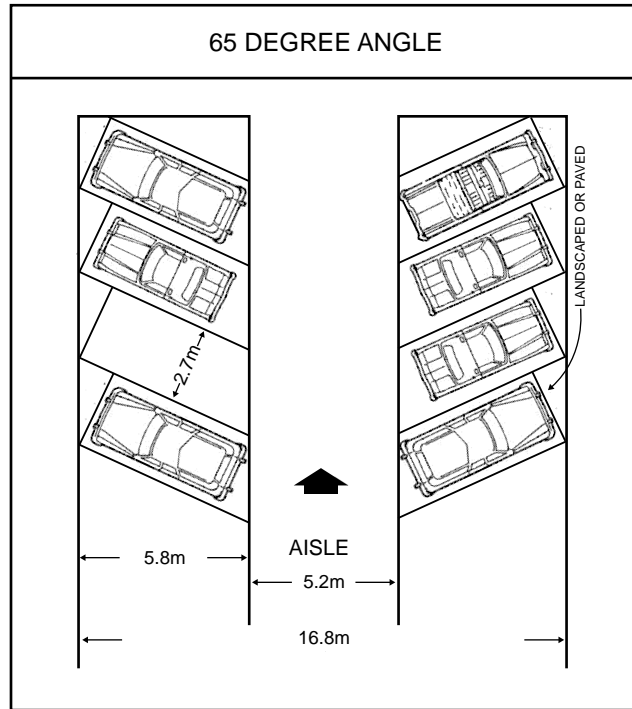 65 DEGREE ANGLE
LANDSCAPED OR PAVED
2.7m
AISLE
5.8m
5.2m
16.8m